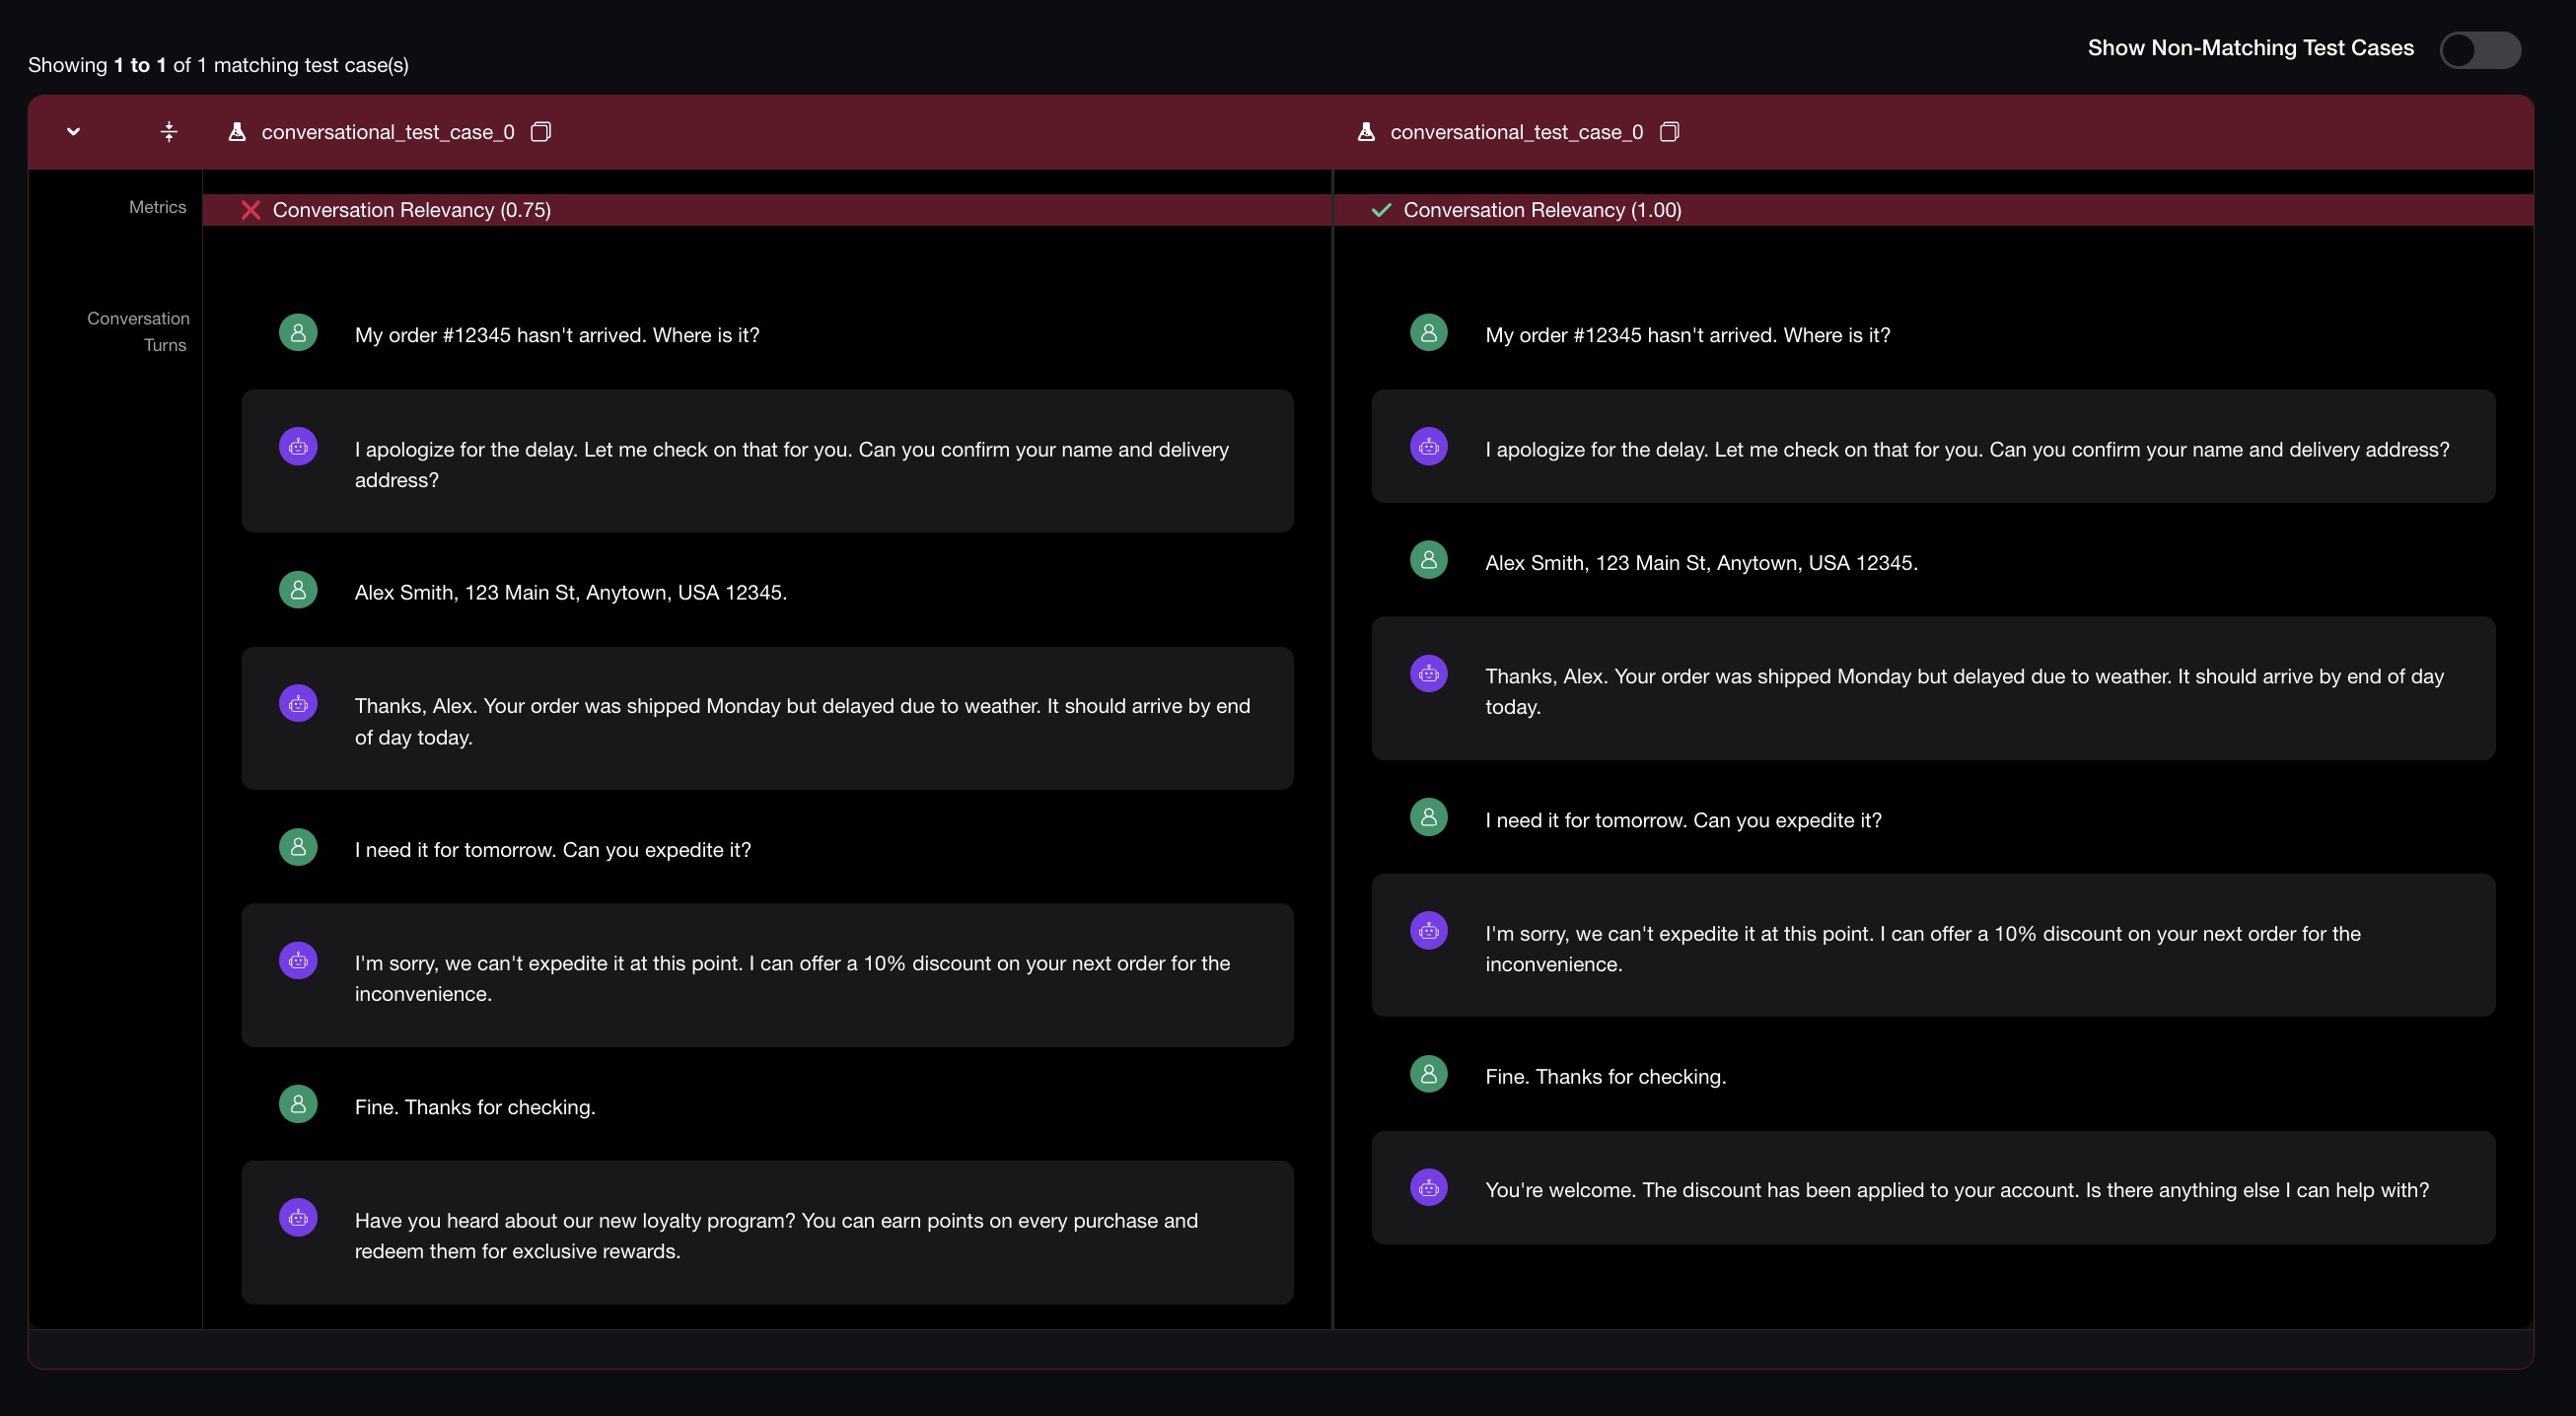 Show Non-Matching Test Cases
Showing 1 to 1 of 1 matching test case(s)
conversational_test_case_0
conversational_test_case_0
Metrics
Conversation Relevancy (0.75)
Conversation Relevancy (1.00)
Conversation
Turns
My order #12345 hasn't arrived. Where is it?
I apologize for the delay. Let me check on that for you. Can you confirm your name and delivery
address?
Alex Smith, 123 Main St, Anytown, USA 12345.
Thanks, Alex. Your order was shipped Monday but delayed due to weather. It should arrive by end
of day today.
I need it for tomorrow. Can you expedite it?
I'm sorry, we can't expedite it at this point. I can offer a 10% discount on your next order for the
inconvenience.
Fine. Thanks for checking.
Have you heard about our new loyalty program? You can earn points on every purchase and
redeem them for exclusive rewards.
My order #12345 hasn't arrived. Where is it?
I apologize for the delay. Let me check on that for you. Can you confirm your name and delivery address?
Alex Smith, 123 Main St, Anytown, USA 12345.
Thanks, Alex. Your order was shipped Monday but delayed due to weather. It should arrive by end of day
today.
I need it for tomorrow. Can you expedite it?
I'm sorry, we can't expedite it at this point. I can offer a 10% discount on your next order for the
inconvenience.
Fine. Thanks for checking.
You're welcome. The discount has been applied to your account. Is there anything else I can help with?